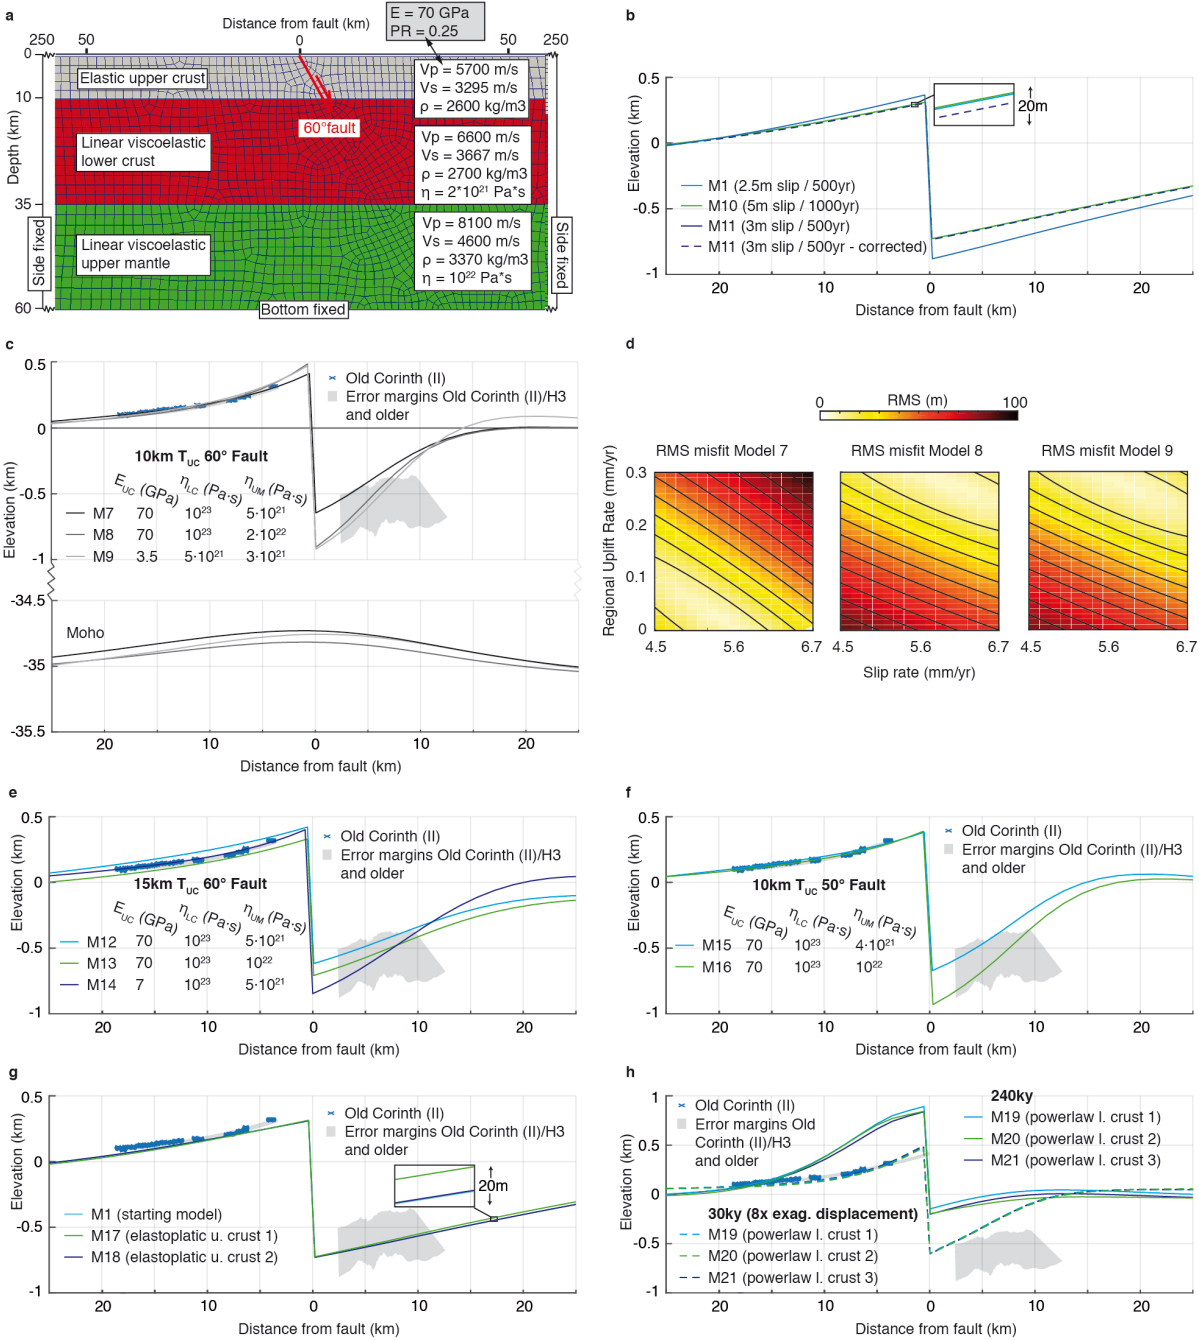 a
Distance from fault (km)
E = 70 GPa
PR = 0.25
250 50 0 50 250
0
10
35
60
Depth (km)
Elastic upper crust
60°fault
Vp = 5700 m/s
Vs = 3295 m/s
ρ = 2600 kg/m3
Linear viscoelastic
lower crust
Vp = 6600 m/s
Vs = 3667 m/s
ρ = 2700 kg/m3
η = 2*10²¹ Pa*s
Linear viscoelastic
upper mantle
Vp = 8100 m/s
Vs = 4600 m/s
ρ = 3370 kg/m3
η = 10²² Pa*s
Side fixed
Side fixed
Bottom fixed
b
Elevation (km)
0.5
0
-0.5
-1
20m
M1 (2.5m slip / 500yr)
M10 (5m slip / 1000yr)
M11 (3m slip / 500yr)
M11 (3m slip / 500yr - corrected)
20 10 0 10 20
Distance from fault (km)
c
Elevation (km)
0.5
0
-0.5
-1
-34.5
-35
-35.5
Old Corinth (II)
Error margins Old Corinth (II)/H3
and older
10km T_UC 60° Fault
E_UC (GPa) η_LC (Pa·s) η_UM (Pa·s)
M7 70 10²³ 5·10²¹
M8 70 10²³ 2·10²²
M9 3.5 5·10²¹ 3·10²¹
Moho
20 10 0 10 20
Distance from fault (km)
d
RMS (m)
0 100
RMS misfit Model 7 RMS misfit Model 8 RMS misfit Model 9
Regional Uplift Rate (mm/yr)
0.3
0.2
0.1
0
4.5 5.6 6.7 4.5 5.6 6.7 4.5 5.6 6.7
Slip rate (mm/yr)
e
Elevation (km)
0.5
0
-0.5
-1
Old Corinth (II)
Error margins Old Corinth (II)/H3
and older
15km T_UC 60° Fault
E_UC (GPa) η_LC (Pa·s) η_UM (Pa·s)
M12 70 10²³ 5·10²¹
M13 70 10²³ 10²²
M14 7 10²³ 5·10²¹
20 10 0 10 20
Distance from fault (km)
f
Elevation (km)
0.5
0
-0.5
-1
Old Corinth (II)
Error margins Old Corinth (II)/H3
and older
10km T_UC 50° Fault
E_UC (GPa) η_LC (Pa·s) η_UM (Pa·s)
M15 70 10²³ 4·10²¹
M16 70 10²³ 10²²
20 10 0 10 20
Distance from fault (km)
g
Elevation (km)
0.5
0
-0.5
-1
Old Corinth (II)
Error margins Old Corinth (II)/H3
and older
20m
M1 (starting model)
M17 (elastoplatic u. crust 1)
M18 (elastoplatic u. crust 2)
20 10 0 10 20
Distance from fault (km)
h
Elevation (km)
1
0.5
0
-0.5
-1
Old Corinth (II)
Error margins Old
Corinth (II)/H3
and older
240ky
M19 (powerlaw l. crust 1)
M20 (powerlaw l. crust 2)
M21 (powerlaw l. crust 3)
30ky (8x exag. displacement)
M19 (powerlaw l. crust 1)
M20 (powerlaw l. crust 2)
M21 (powerlaw l. crust 3)
20 10 0 10 20
Distance from fault (km)